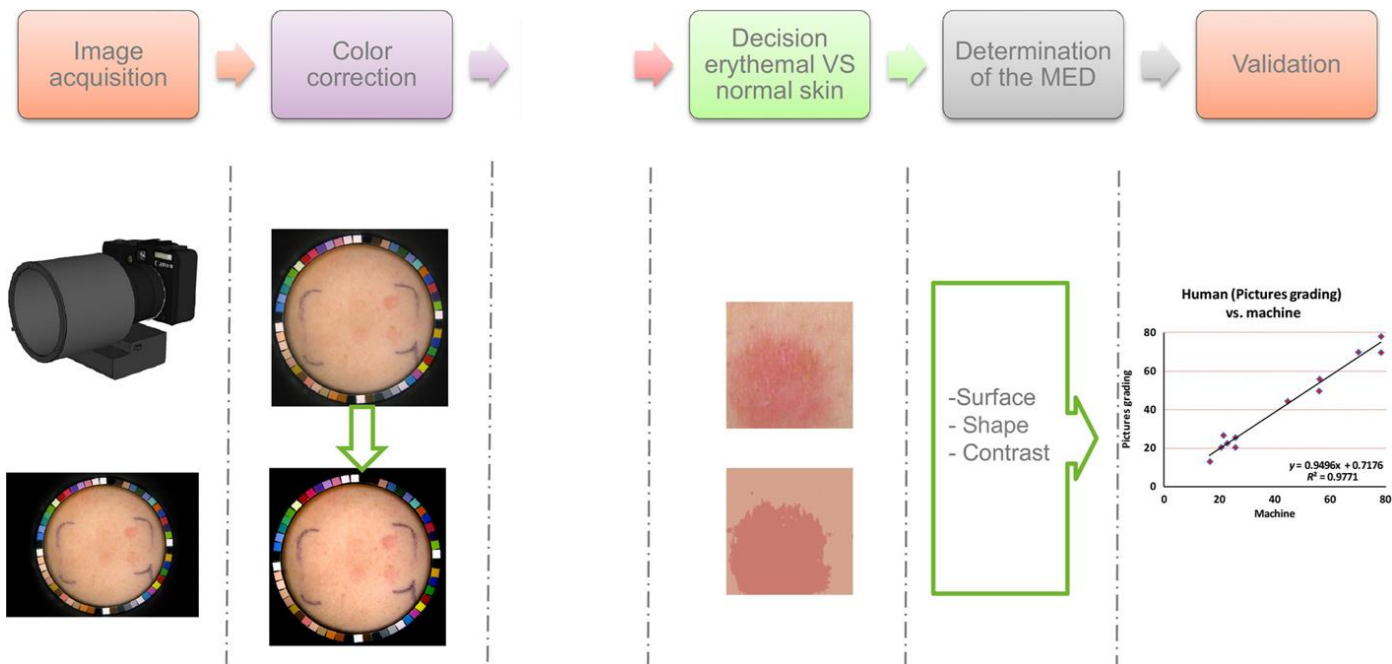 Image
acquisition
Color
correction
Decision
erythemal VS
normal skin
Determination
of the MED
Validation
Canon
-Surface
- Shape
- Contrast
Human (Pictures grading)
vs. machine
Pictures grading
80
60
40
20
0
y = 0.9496x + 0.7176
R² = 0.9771
0 20 40 60 80
Machine